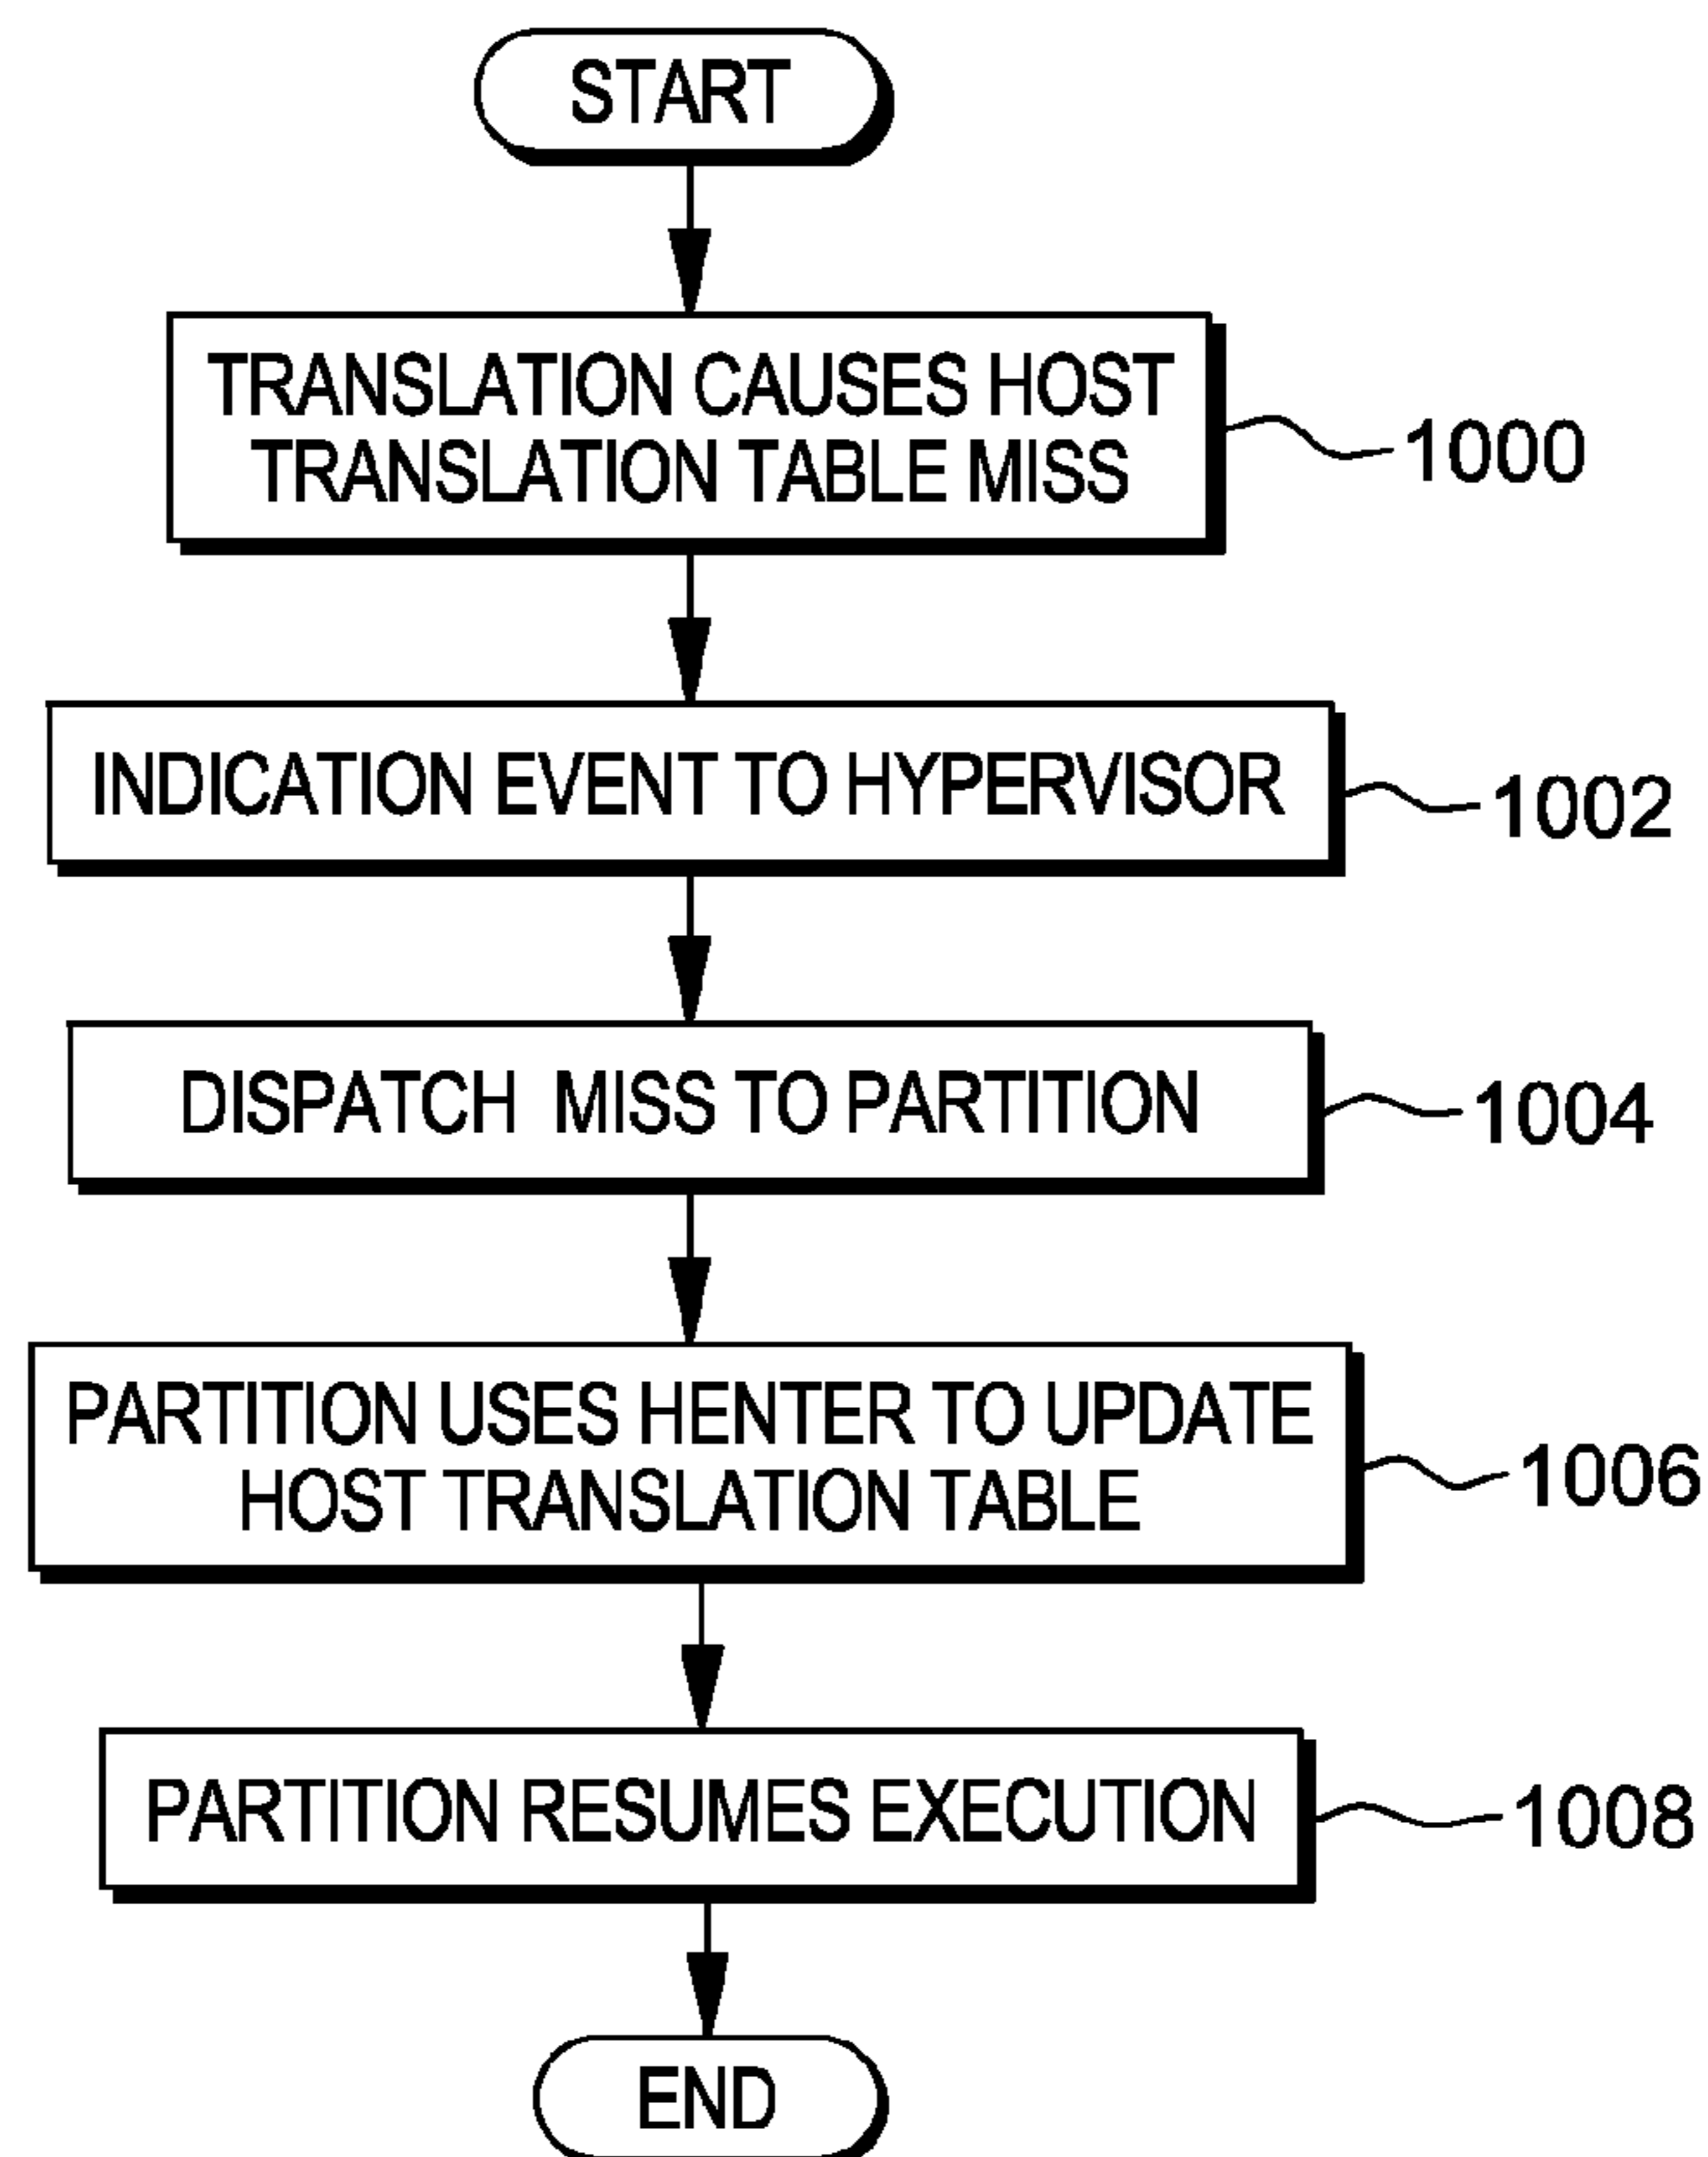 START
TRANSLATION CAUSES HOST
TRANSLATION TABLE MISS
1000
INDICATION EVENT TO HYPERVISOR
1002
DISPATCH MISS TO PARTITION
1004
PARTITION USES HENTER TO UPDATE
HOST TRANSLATION TABLE
1006
PARTITION RESUMES EXECUTION
1008
END